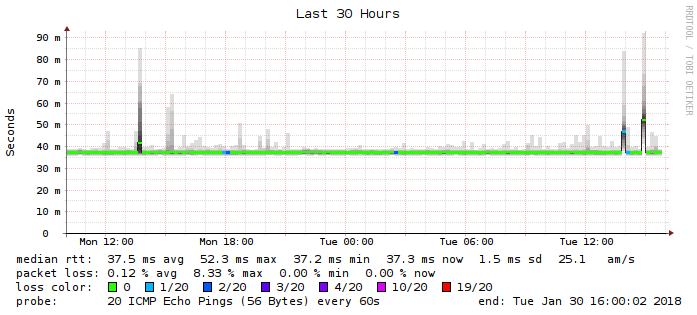 Last 30 Hours
RRDTOOL / TOBI OETIKER
Seconds
90 m
80 m
70 m
60 m
50 m
40 m
30 m
20 m
10 m
0
Mon 12:00 Mon 18:00 Tue 00:00 Tue 06:00 Tue 12:00
median rtt: 37.5 ms avg 52.3 ms max 37.2 ms min 37.3 ms now 1.5 ms sd 25.1 am/s
packet loss: 0.12 % avg 8.33 % max 0.00 % min 0.00 % now
loss color: 0 1/20 2/20 3/20 4/20 10/20 19/20
probe: 20 ICMP Echo Pings (56 Bytes) every 60s end: Tue Jan 30 16:00:02 2018